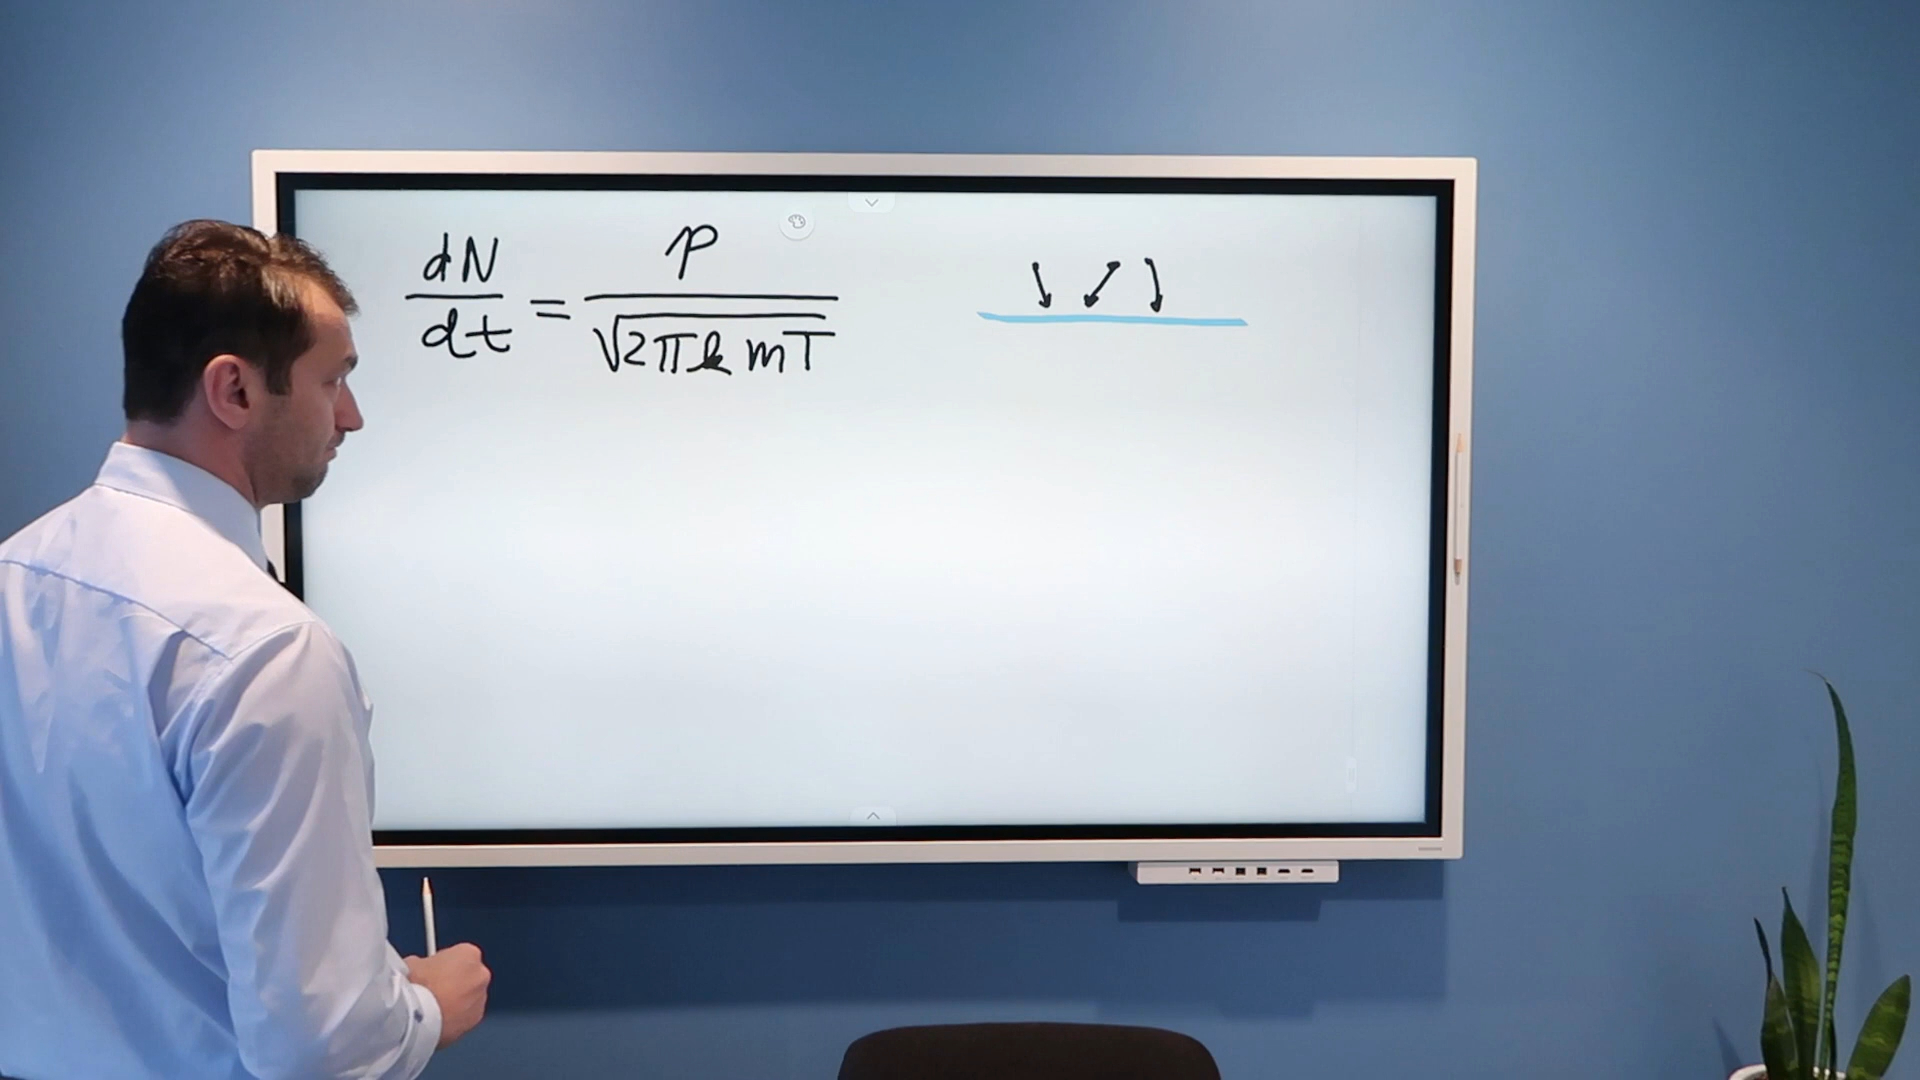 dN/dt = p/√2πkmT